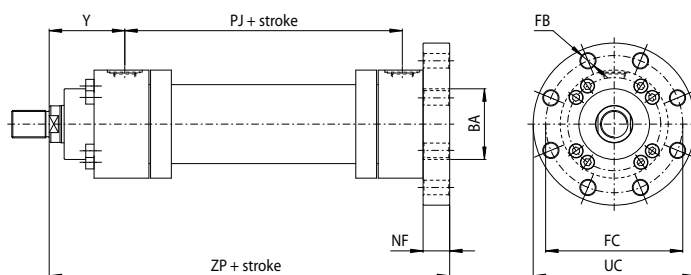 Y
PJ + stroke
FB
BA
NF
FC
ZP + stroke
UC